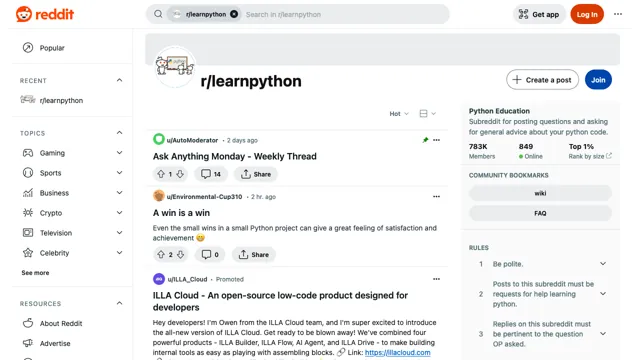 reddit
r/learnpython
Search in r/learnpython
Get app
Log In
Popular
RECENT
r/learnpython
TOPICS
Gaming
Sports
Business
Crypto
Television
Celebrity
See more
RESOURCES
About Reddit
Advertise
r/learnpython
Create a post
Join
Hot
u/AutoModerator • 2 days ago
Ask Anything Monday - Weekly Thread
1
14
Share
u/Environmental-Cup310 • 2 hr. ago
A win is a win
Even the small wins in a small Python project can give a great feeling of satisfaction and
achievement 😄
2
0
Share
u/ILLA_Cloud • Promoted
ILLA Cloud - An open-source low-code product designed for
developers
Hey developers! I'm Owen from the ILLA Cloud team, and I'm super excited to introduce
the all-new version of ILLA Cloud. Get ready to be blown away! We've combined four
powerful products - ILLA Builder, ILLA Flow, AI Agent, and ILLA Drive - to make building
internal tools as easy as playing with assembling blocks. 🔗 Link: https://illacloud.com
Python Education
Subreddit for posting questions and asking
for general advice about your python code.
783K
Members
849
Online
Top 1%
Rank by size
COMMUNITY BOOKMARKS
wiki
FAQ
RULES
1 Be polite.
2 Posts to this subreddit must be
requests for help learning
python.
3 Replies on this subreddit must
be pertinent to the question
OP asked.